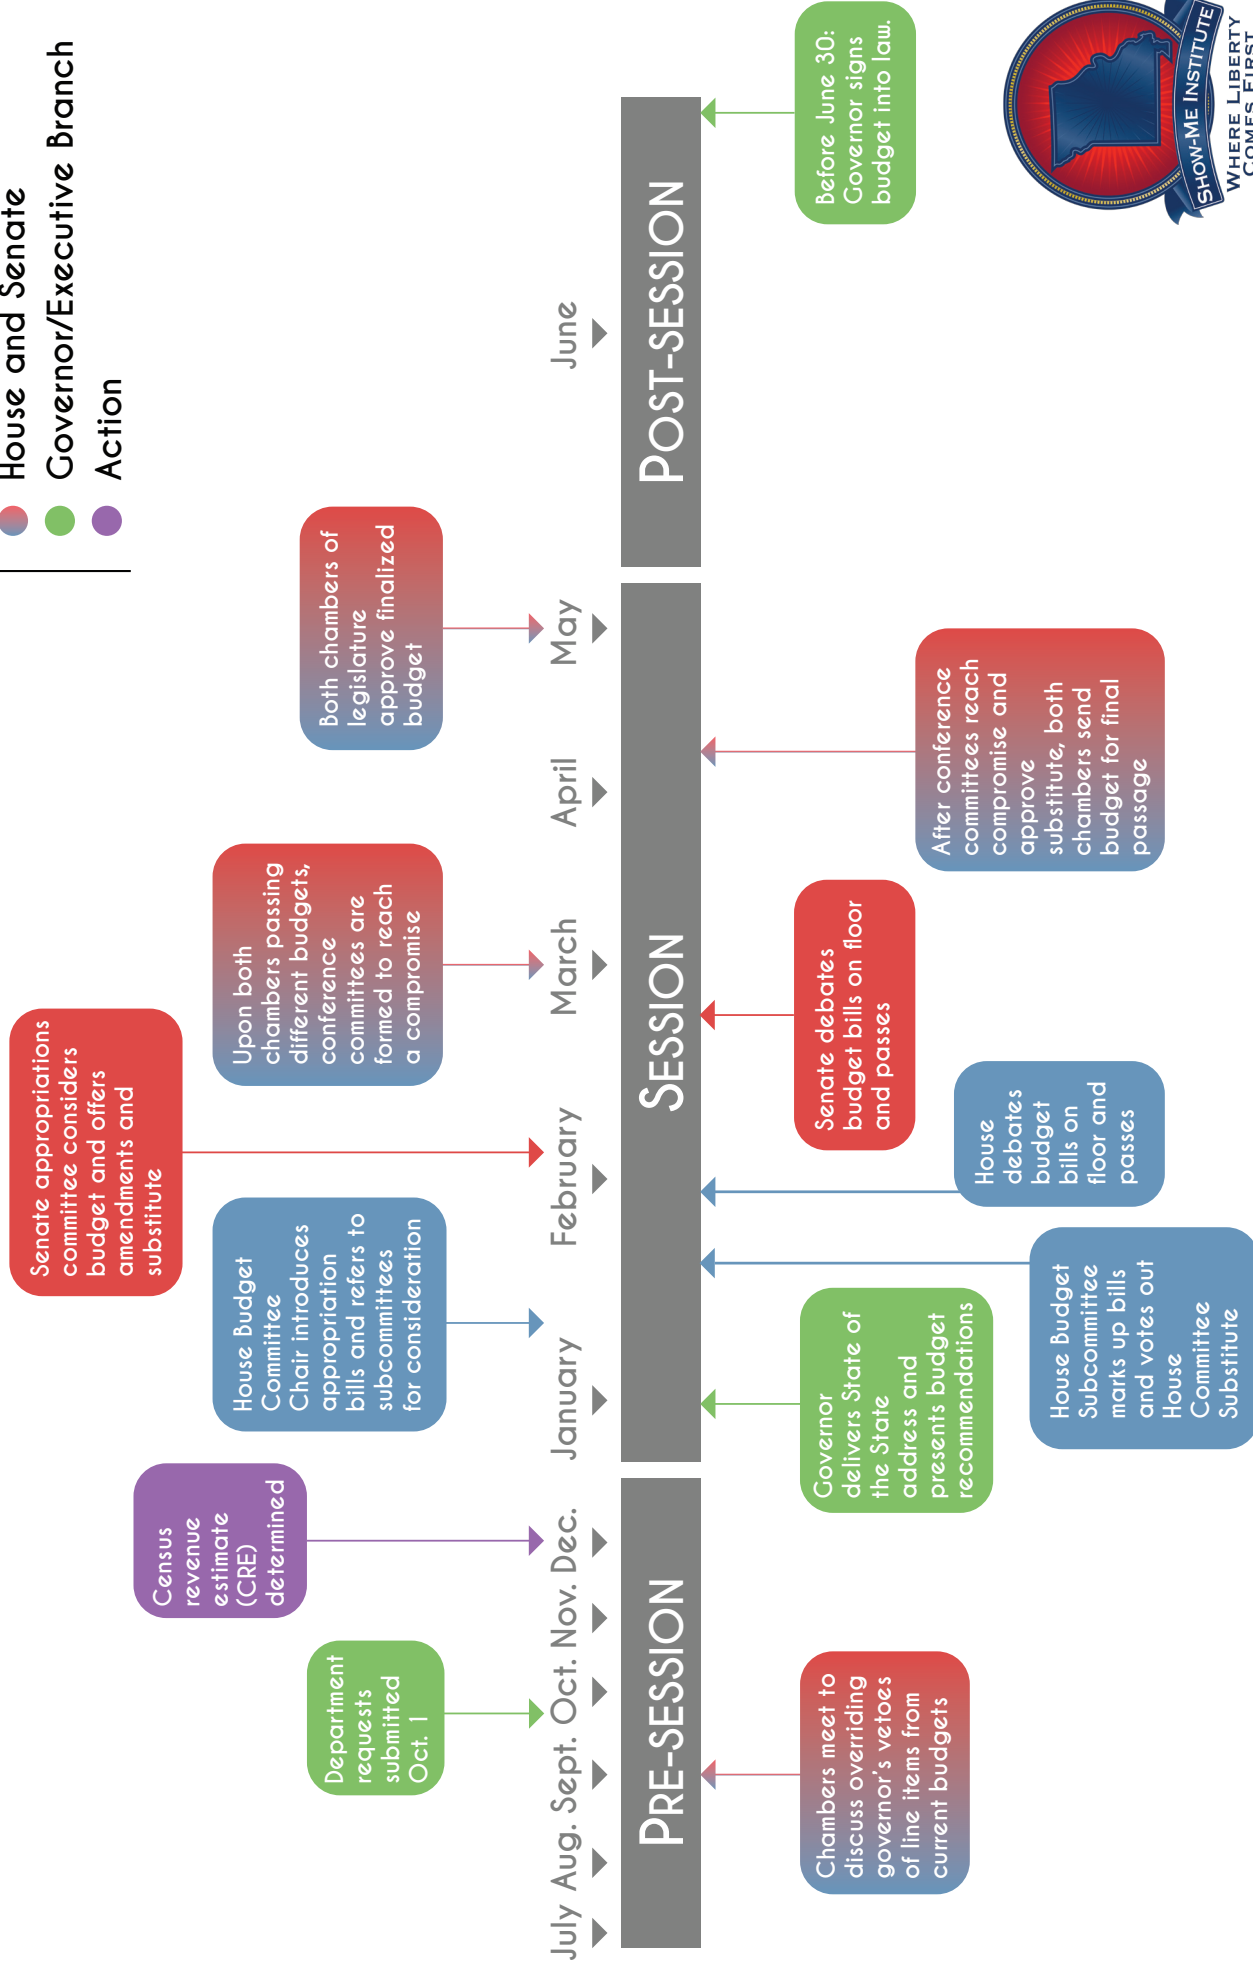 House and Senate
Governor/Executive Branch
Action
Senate appropriations
committee considers
budget and offers
amendments and
substitute
Census
revenue
estimate
(CRE)
determined
House Budget
Committee
Chair introduces
appropriation
bills and refers to
subcommittees
for consideration
Upon both
chambers passing
different budgets,
conference
committees are
formed to reach
a compromise
Both chambers of
legislature
approve finalized
budget
Department
requests
submitted
Oct. 1
July Aug. Sept. Oct. Nov. Dec. January February March April May June
PRE-SESSION
SESSION
POST-SESSION
Chambers meet to
discuss overriding
governor's vetoes
of line items from
current budgets
Governor
delivers State of
the State
address and
presents budget
recommendations
Senate debates
budget bills on floor
and passes
Before June 30:
Governor signs
budget into law.
House Budget
Subcommittee
marks up bills
and votes out
House
Committee
Substitute
House
debates
budget
bills on
floor and
passes
After conference
committees reach
compromise and
approve
substitute, both
chambers send
budget for final
passage
SHOW-ME INSTITUTE
WHERE LIBERTY
COMES FIRST